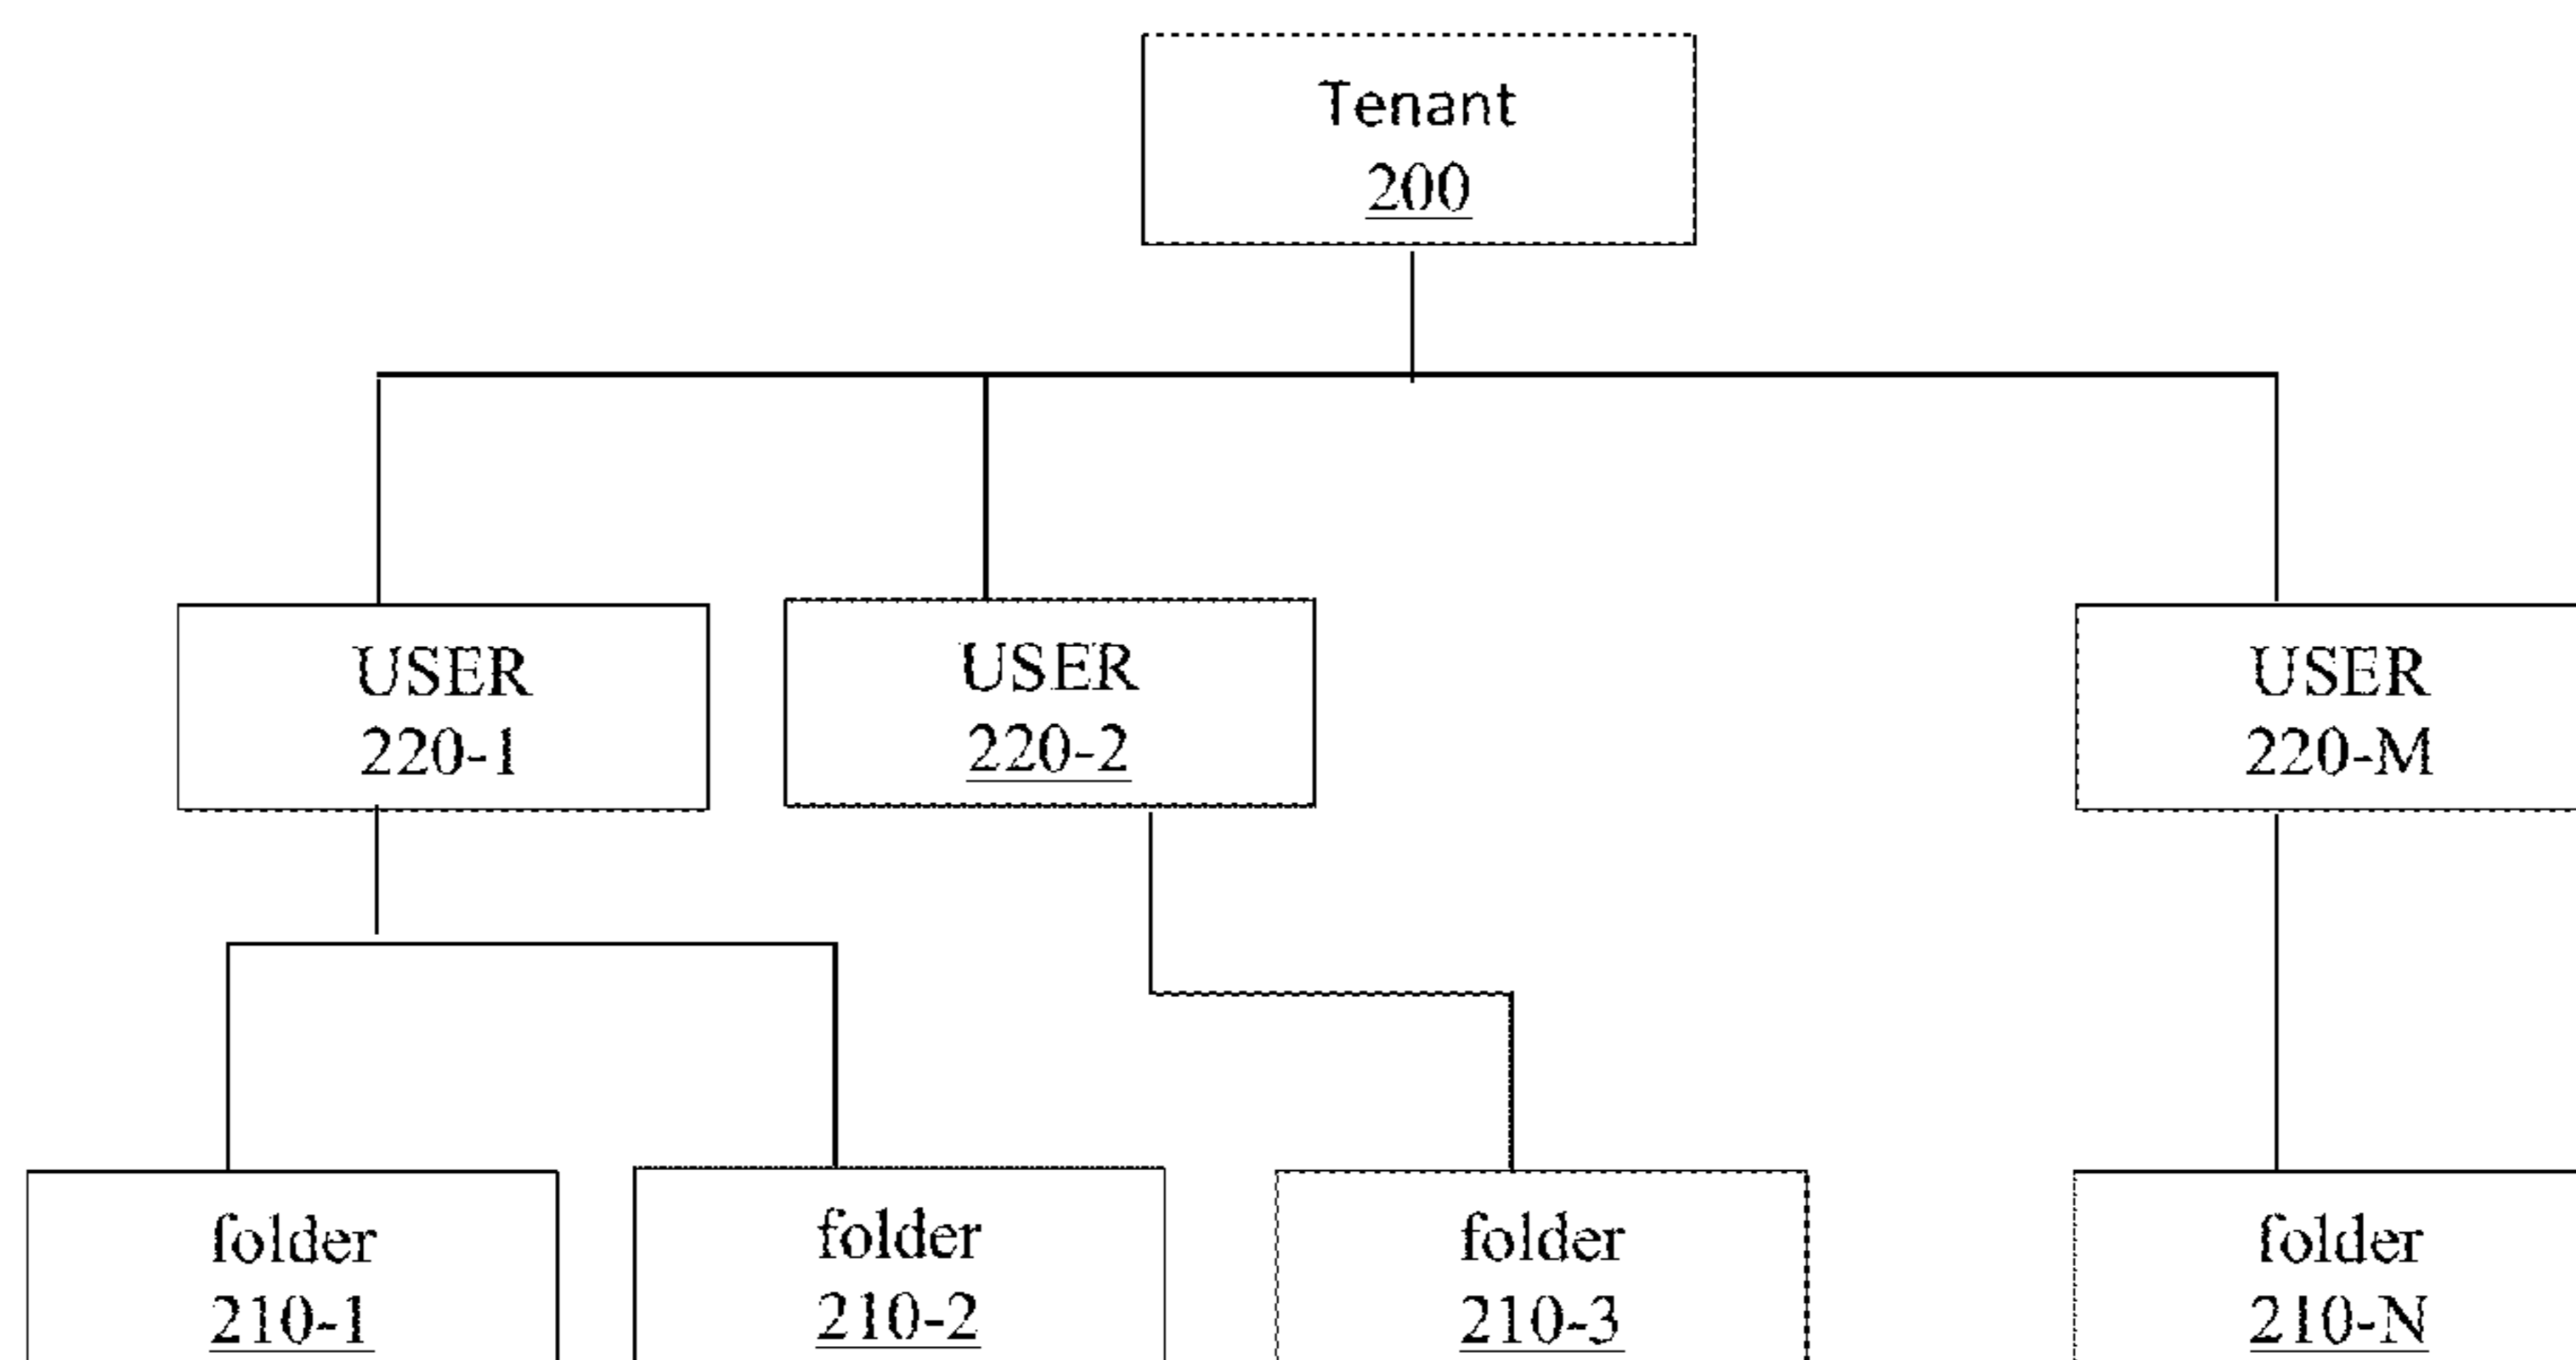 Tenant
200
USER
220-1
USER
220-2
USER
220-M
folder
210-1
folder
210-2
folder
210-3
folder
210-N